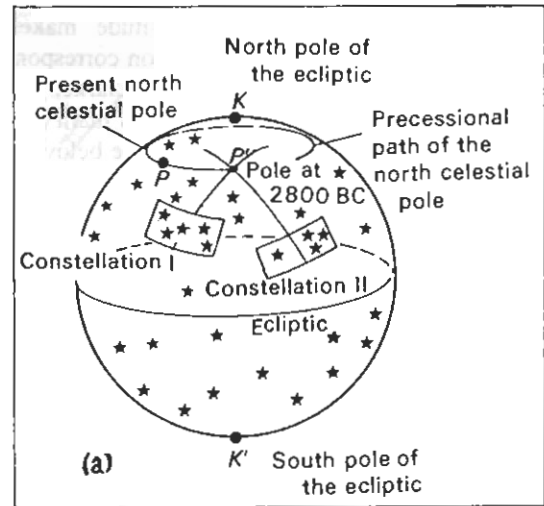 North pole of
the ecliptic
Present north
celestial pole
K
Precessional
path of the
north celestial
pole
P
P'
Pole at
2800 BC
Constellation I
Constellation II
Ecliptic
(a)
K'
South pole of
the ecliptic